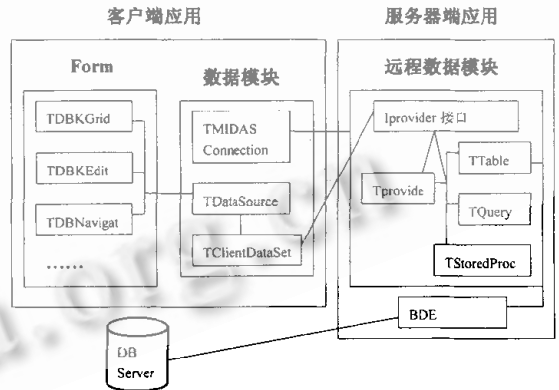 客户端应用
服务器端应用
Form
数据模块
远程数据模块
TDBKGrid
TMIDAS
Connection
Iprovider 接口
TDBKEdit
TTable
Tprovide
TDBNavigat
TDataSource
TQuery
TClientDataSet
TStoredProc
……
BDE
DB
Server
.org.cn